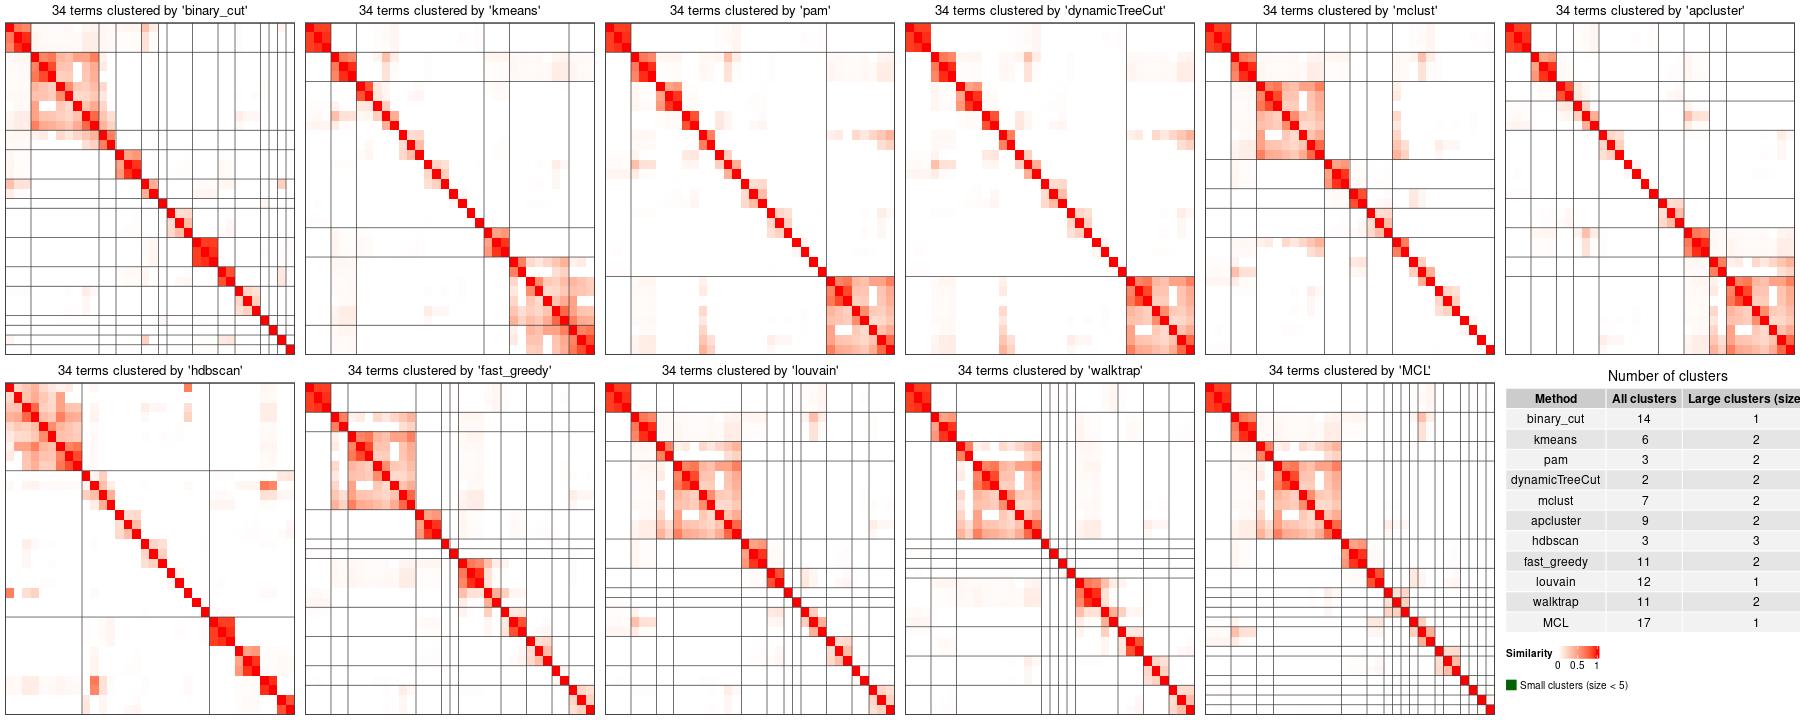 34 terms clustered by 'binary_cut'
34 terms clustered by 'kmeans'
34 terms clustered by 'pam'
34 terms clustered by 'dynamicTreeCut'
34 terms clustered by 'mclust'
34 terms clustered by 'apcluster'
34 terms clustered by 'hdbscan'
34 terms clustered by 'fast_greedy'
34 terms clustered by 'louvain'
34 terms clustered by 'walktrap'
34 terms clustered by 'MCL'
Number of clusters
Method All clusters Large clusters (size
binary_cut 14 1
kmeans 6 2
pam 3 2
dynamicTreeCut 2 2
mclust 7 2
apcluster 9 2
hdbscan 3 3
fast_greedy 11 2
louvain 12 1
walktrap 11 2
MCL 17 1
Similarity
0 0.5 1
Small clusters (size < 5)